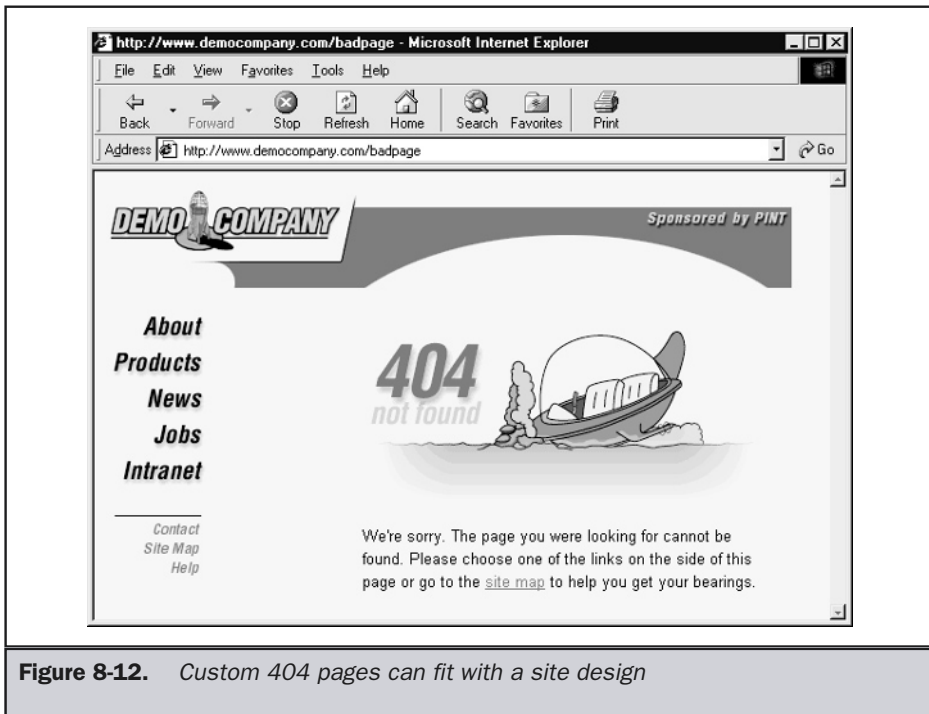 http://www.democompany.com/badpage - Microsoft Internet Explorer
File Edit View Favorites Tools Help
Back Forward Stop Refresh Home Search Favorites Print
Address http://www.democompany.com/badpage Go
DEMO COMPANY
Sponsored by PINT
About
Products
News
Jobs
Intranet
Contact
Site Map
Help
404
not found
We're sorry. The page you were looking for cannot be
found. Please choose one of the links on the side of this
page or go to the site map to help you get your bearings.
Figure 8-12. Custom 404 pages can fit with a site design